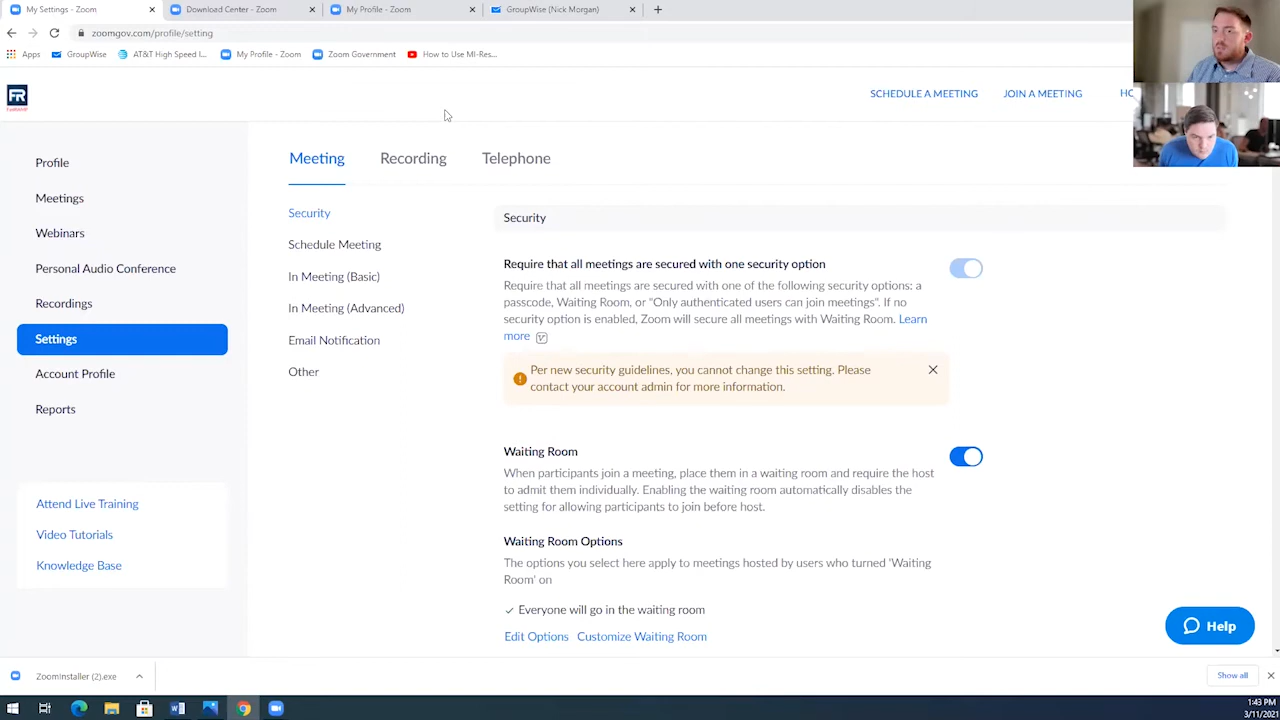 My Settings - Zoom
Download Center - Zoom
My Profile - Zoom
GroupWise (Nick Morgan)
zoomgov.com/profile/setting
Apps
GroupWise
AT&T High Speed I...
My Profile - Zoom
Zoom Government
How to Use MI-Res...
FR
SCHEDULE A MEETING
JOIN A MEETING
HO
Profile
Meetings
Webinars
Personal Audio Conference
Recordings
Settings
Account Profile
Reports
Attend Live Training
Video Tutorials
Knowledge Base
Meeting
Recording
Telephone
Security
Schedule Meeting
In Meeting (Basic)
In Meeting (Advanced)
Email Notification
Other
Security
Require that all meetings are secured with one security option
Require that all meetings are secured with one of the following security options: a
passcode, Waiting Room, or "Only authenticated users can join meetings". If no
security option is enabled, Zoom will secure all meetings with Waiting Room. Learn
more
Per new security guidelines, you cannot change this setting. Please
contact your account admin for more information.
Waiting Room
When participants join a meeting, place them in a waiting room and require the host
to admit them individually. Enabling the waiting room automatically disables the
setting for allowing participants to join before host.
Waiting Room Options
The options you select here apply to meetings hosted by users who turned 'Waiting
Room' on
Everyone will go in the waiting room
Edit Options
Customize Waiting Room
Help
ZoomInstaller (2).exe
Show all
1:43 PM
3/11/2021